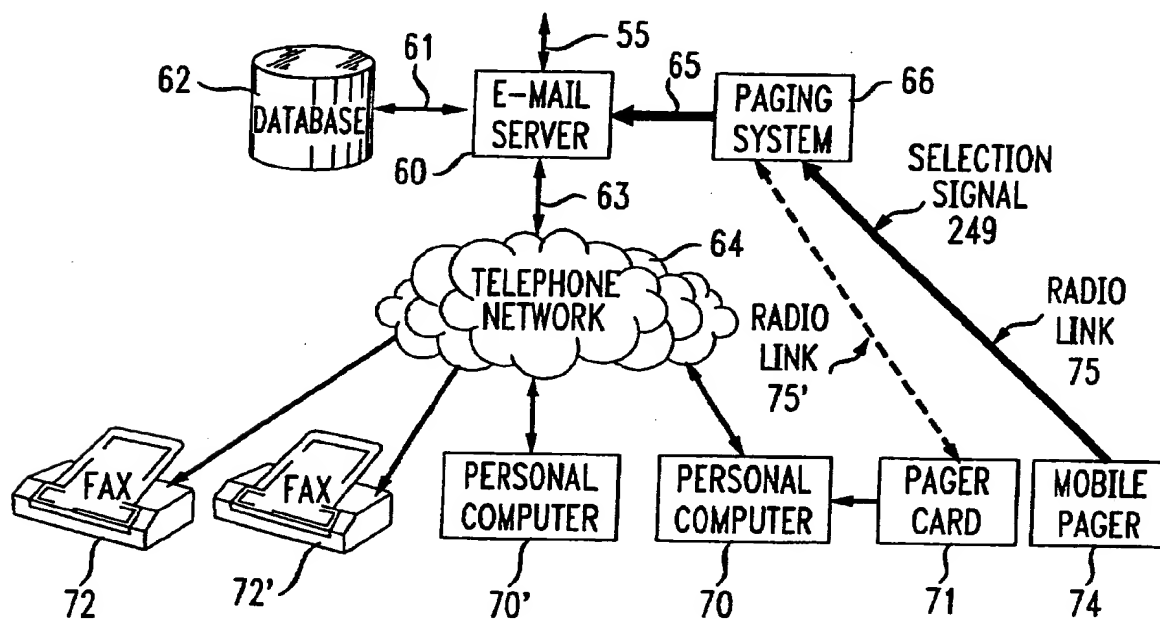 55
61
62
DATABASE
E-MAIL
SERVER
60
65
PAGING
SYSTEM
66
SELECTION
SIGNAL
249
63
64
TELEPHONE
NETWORK
RADIO
LINK
75'
RADIO
LINK
75
FAX
72
FAX
72'
PERSONAL
COMPUTER
70'
PERSONAL
COMPUTER
70
PAGER
CARD
71
MOBILE
PAGER
74